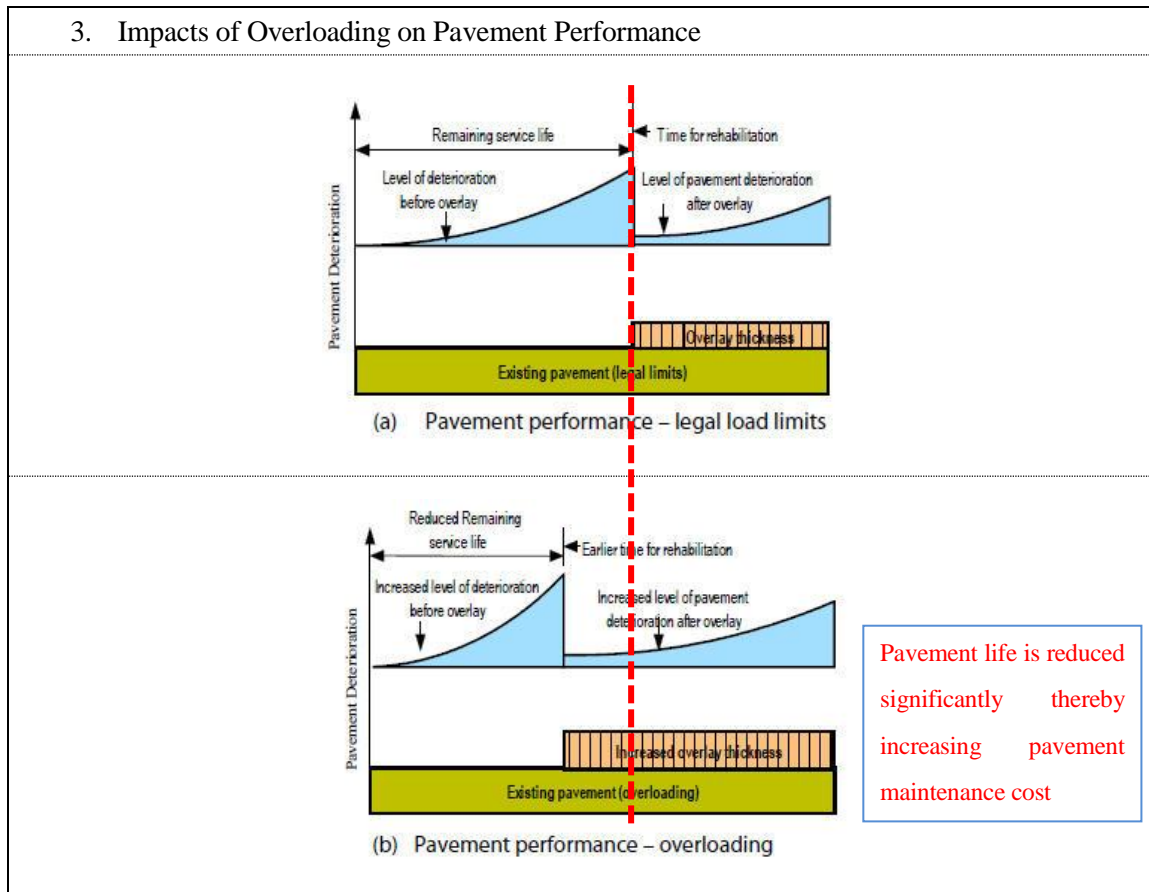 3. Impacts of Overloading on Pavement Performance
Remaining service life
Time for rehabilitation
Level of deterioration
before overlay
Level of pavement deterioration
after overlay
Pavement Deterioration
Overlay thickness
Existing pavement (legal limits)
(a) Pavement performance – legal load limits
Reduced Remaining
service life
Earlier time for rehabilitation
Increased level of deterioration
before overlay
Increased level of pavement
deterioration after overlay
Pavement Deterioration
Increased overlay thickness
Existing pavement (overloading)
(b) Pavement performance – overloading
Pavement life is reduced
significantly thereby
increasing pavement
maintenance cost